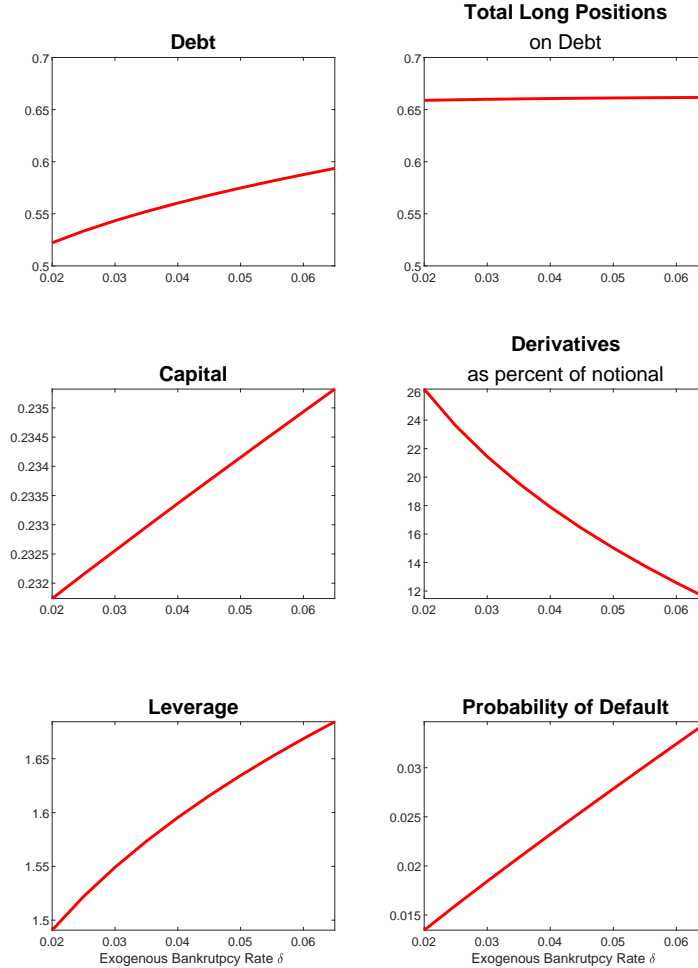 Debt
0.7
0.65
0.6
0.55
0.5
0.02 0.03 0.04 0.05 0.06
Total Long Positions
on Debt
0.7
0.65
0.6
0.55
0.5
0.02 0.03 0.04 0.05 0.06
Capital
0.235
0.2345
0.234
0.2335
0.233
0.2325
0.232
0.02 0.03 0.04 0.05 0.06
Derivatives
as percent of notional
26
24
22
20
18
16
14
12
0.02 0.03 0.04 0.05 0.06
Leverage
1.65
1.6
1.55
1.5
0.02 0.03 0.04 0.05 0.06
Exogenous Bankrutpcy Rate δ
Probability of Default
0.03
0.025
0.02
0.015
0.02 0.03 0.04 0.05 0.06
Exogenous Bankrutpcy Rate δ